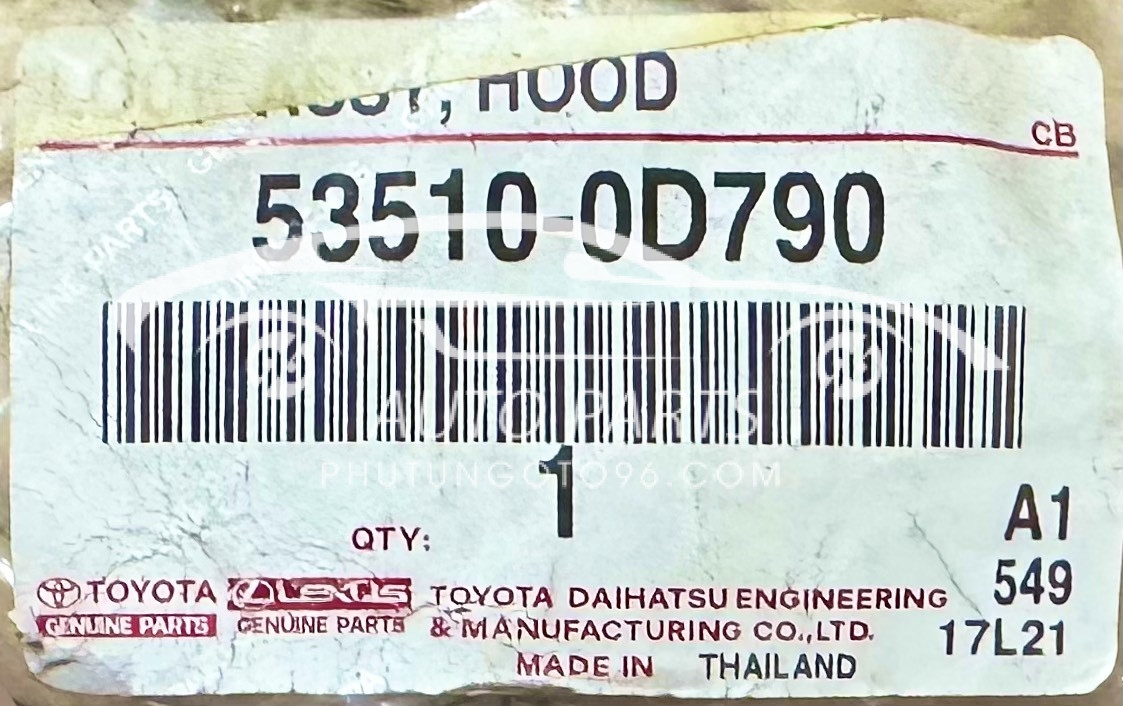 ASSY, HOOD
CB
53510-0D790
AUTO PARTS
PHUTUNGOTO96.COM
1
QTY:
A1
549
17L21
TOYOTA
GENUINE PARTS
LEXUS
GENUINE PARTS
TOYOTA DAIHATSU ENGINEERING
& MANUFACTURING CO.,LTD.
MADE IN THAILAND